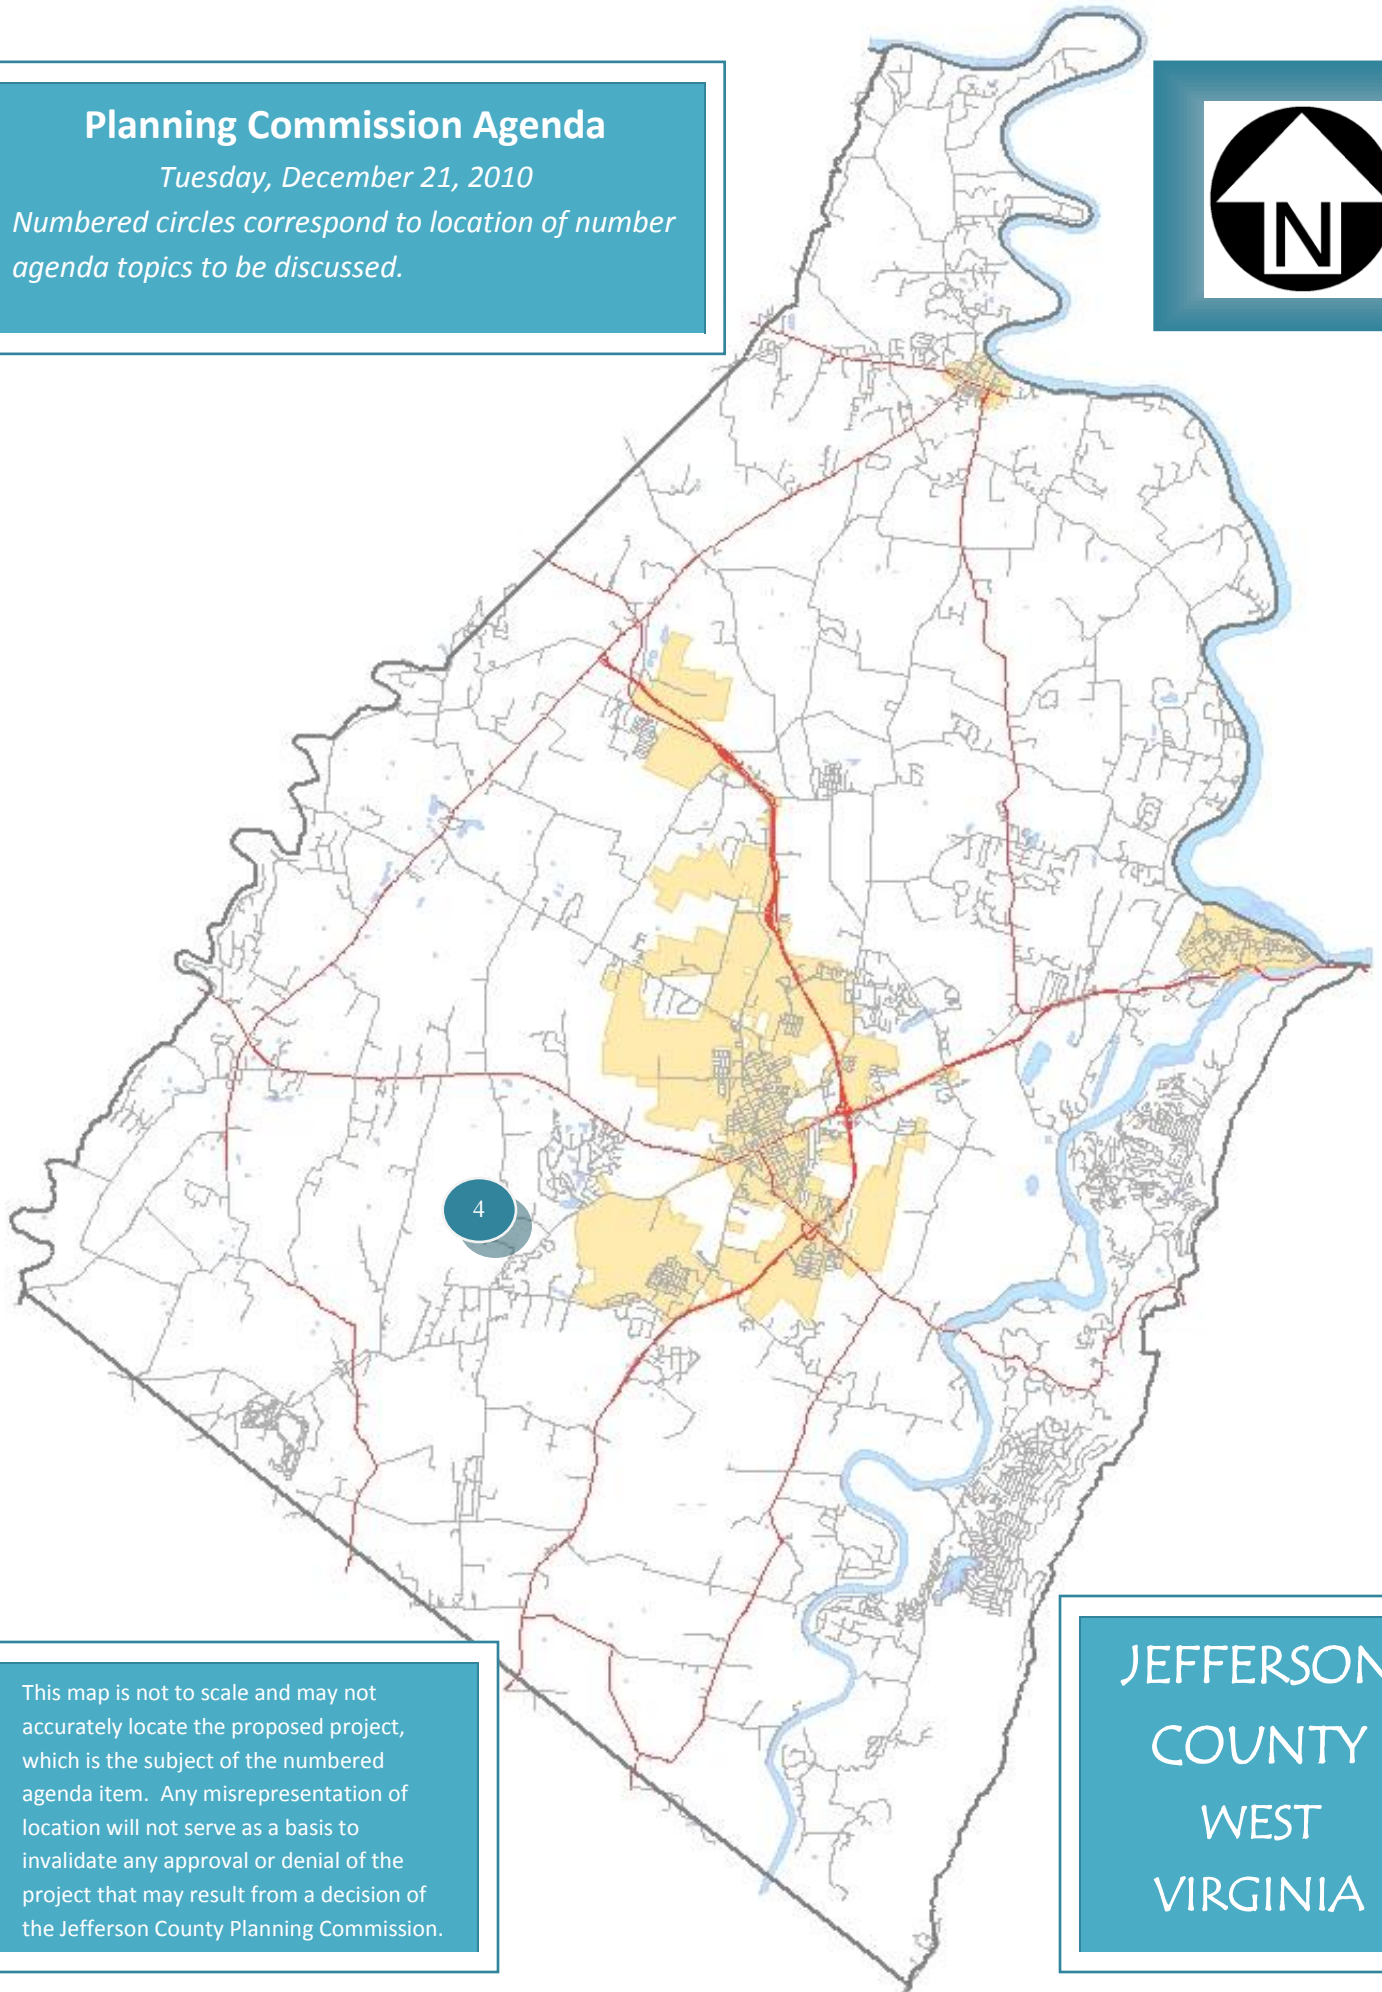 Planning Commission Agenda
Tuesday, December 21, 2010
Numbered circles correspond to location of number
agenda topics to be discussed.
N
4
This map is not to scale and may not
accurately locate the proposed project,
which is the subject of the numbered
agenda item.  Any misrepresentation of
location will not serve as a basis to
invalidate any approval or denial of the
project that may result from a decision of
the Jefferson County Planning Commission.
JEFFERSON
COUNTY
WEST
VIRGINIA